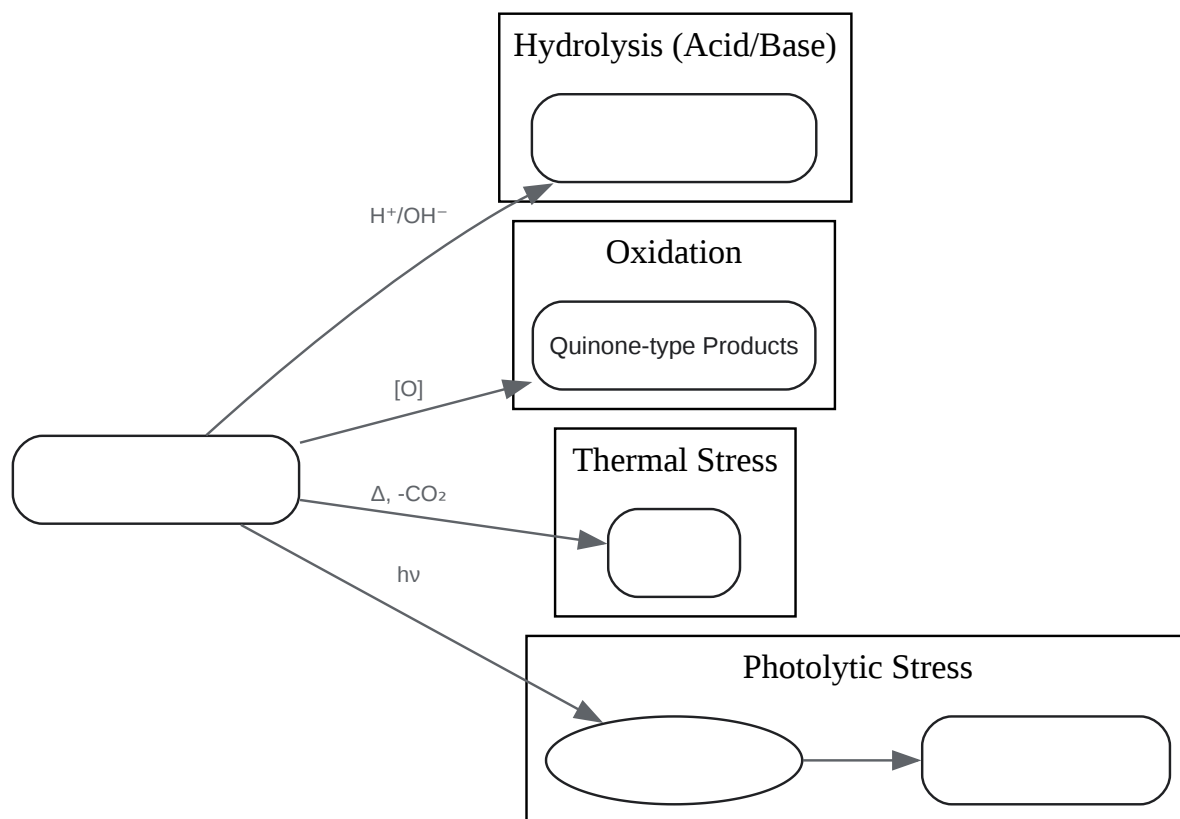 Hydrolysis (Acid/Base)
H⁺/OH⁻
Oxidation
Quinone-type Products
[O]
Thermal Stress
Δ, -CO₂
hν
Photolytic Stress